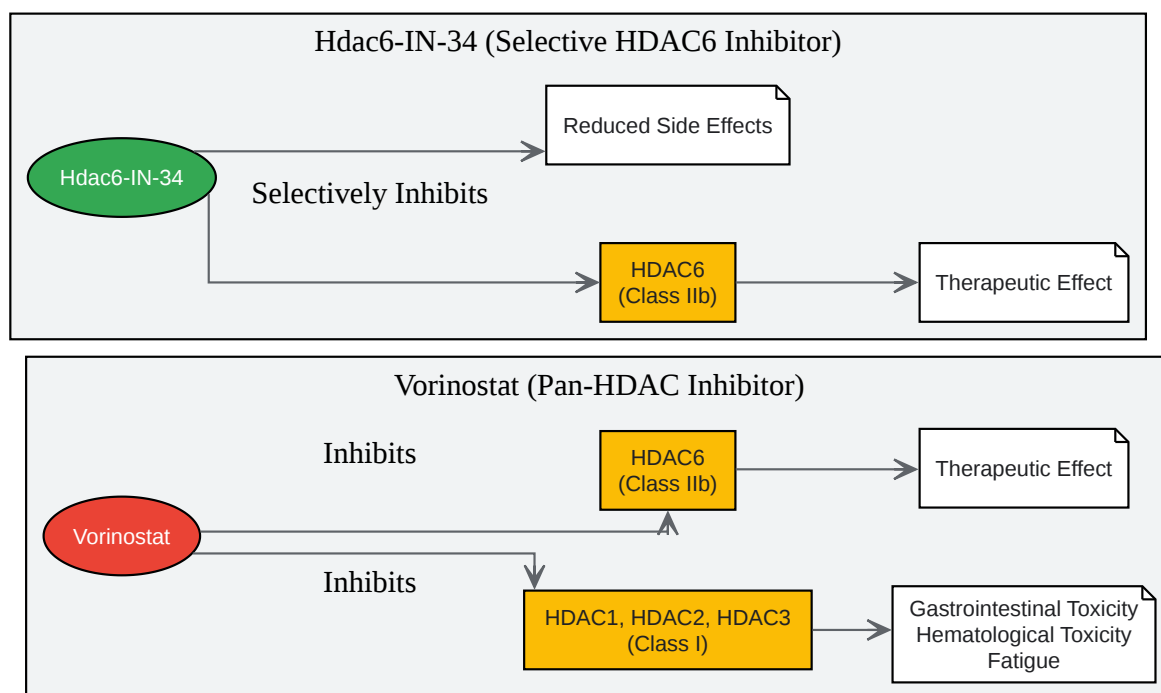 Hdac6-IN-34 (Selective HDAC6 Inhibitor)
Reduced Side Effects
Hdac6-IN-34
Selectively Inhibits
HDAC6
(Class IIb)
Therapeutic Effect
Vorinostat (Pan-HDAC Inhibitor)
Inhibits
HDAC6
(Class IIb)
Therapeutic Effect
Vorinostat
Inhibits
HDAC1, HDAC2, HDAC3
(Class I)
Gastrointestinal Toxicity
Hematological Toxicity
Fatigue